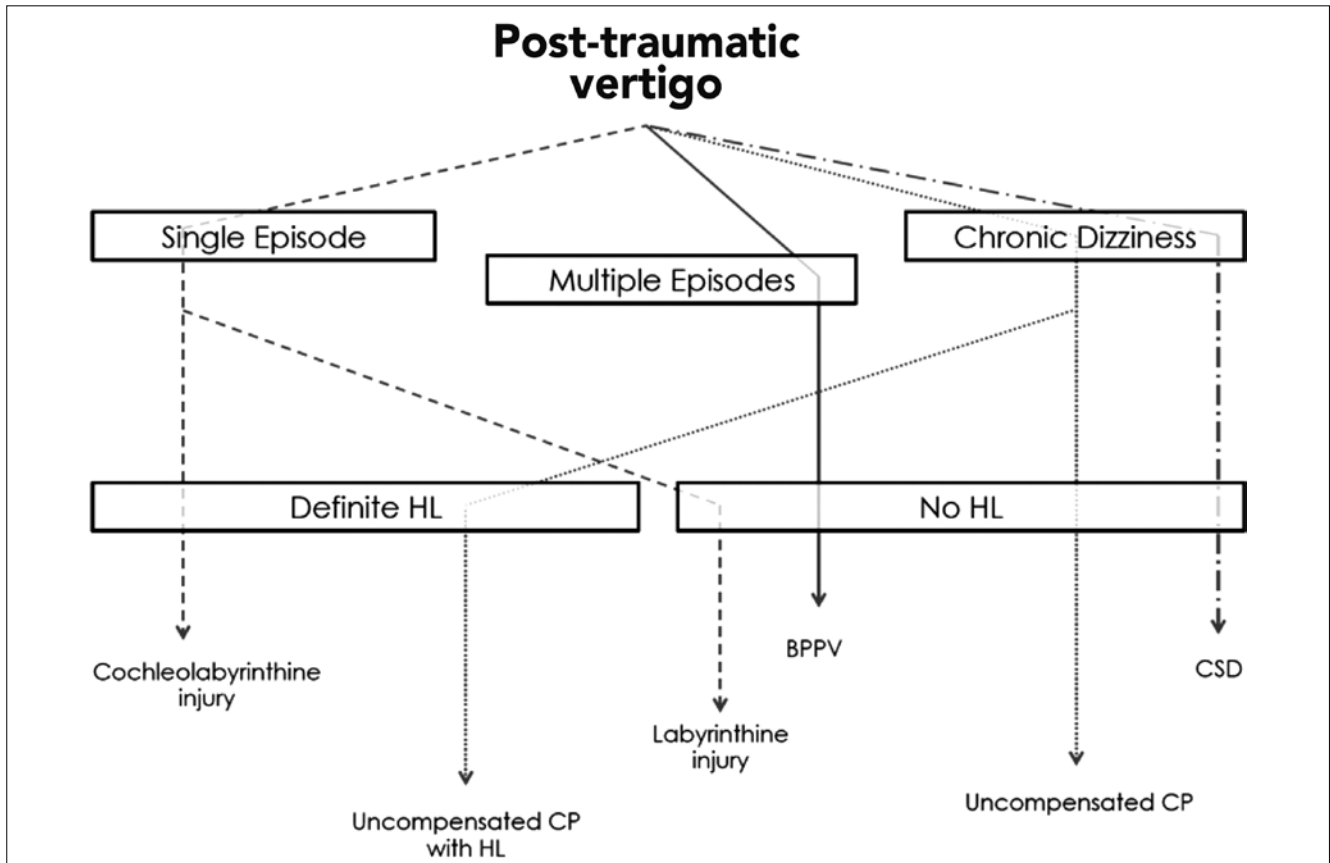 Post-traumatic
vertigo
Single Episode
Multiple Episodes
Chronic Dizziness
Definite HL
No HL
Cochleolabyrinthine
injury
Uncompensated CP
with HL
Labyrinthine
injury
BPPV
Uncompensated CP
CSD